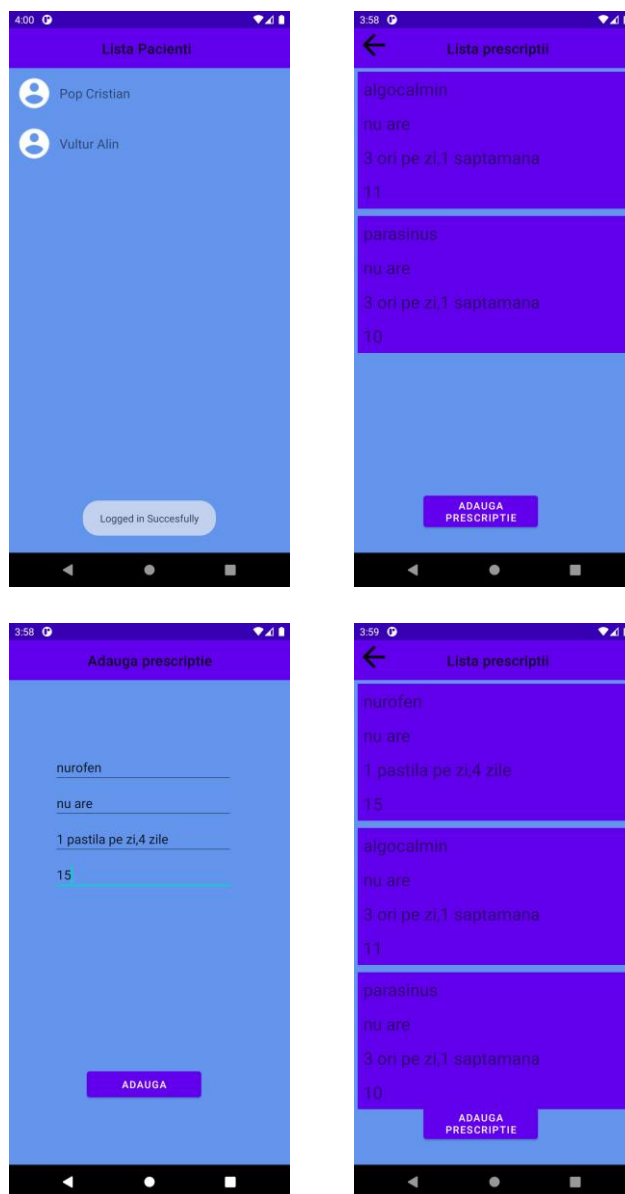 4:00
Lista Pacienti
Pop Cristian
Vultur Alin
Logged in Succesfully
3:58
Lista prescriptii
algocalmin
nu are
3 ori pe zi,1 saptamana
11
parasinus
nu are
3 ori pe zi,1 saptamana
10
ADAUGA
PRESCRIPTIE
3:58
Adauga prescriptie
nurofen
nu are
1 pastila pe zi,4 zile
15
ADAUGA
3:59
Lista prescriptii
nurofen
nu are
1 pastila pe zi,4 zile
15
algocalmin
nu are
3 ori pe zi,1 saptamana
11
parasinus
nu are
3 ori pe zi,1 saptamana
10
ADAUGA
PRESCRIPTIE